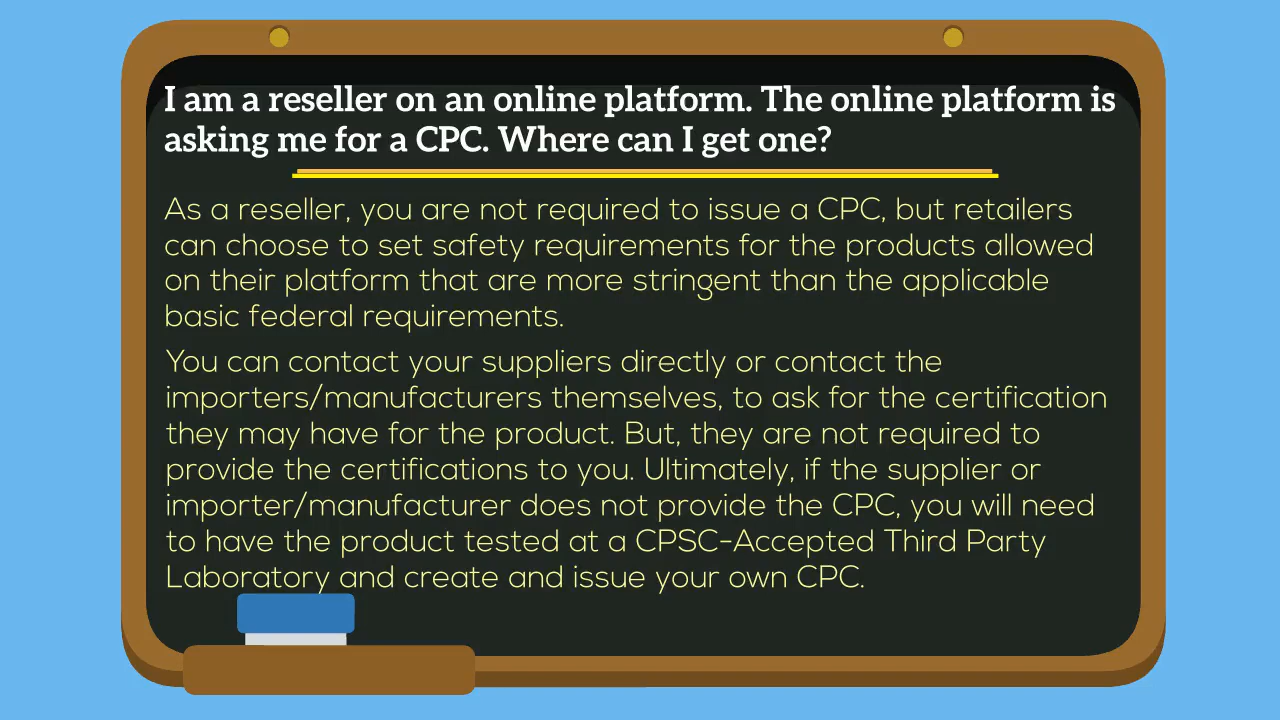 I am a reseller on an online platform. The online platform is
asking me for a CPC. Where can I get one?
As a reseller, you are not required to issue a CPC, but retailers
can choose to set safety requirements for the products allowed
on their platform that are more stringent than the applicable
basic federal requirements.
You can contact your suppliers directly or contact the
importers/manufacturers themselves, to ask for the certification
they may have for the product. But, they are not required to
provide the certifications to you. Ultimately, if the supplier or
importer/manufacturer does not provide the CPC, you will need
to have the product tested at a CPSC-Accepted Third Party
Laboratory and create and issue your own CPC.